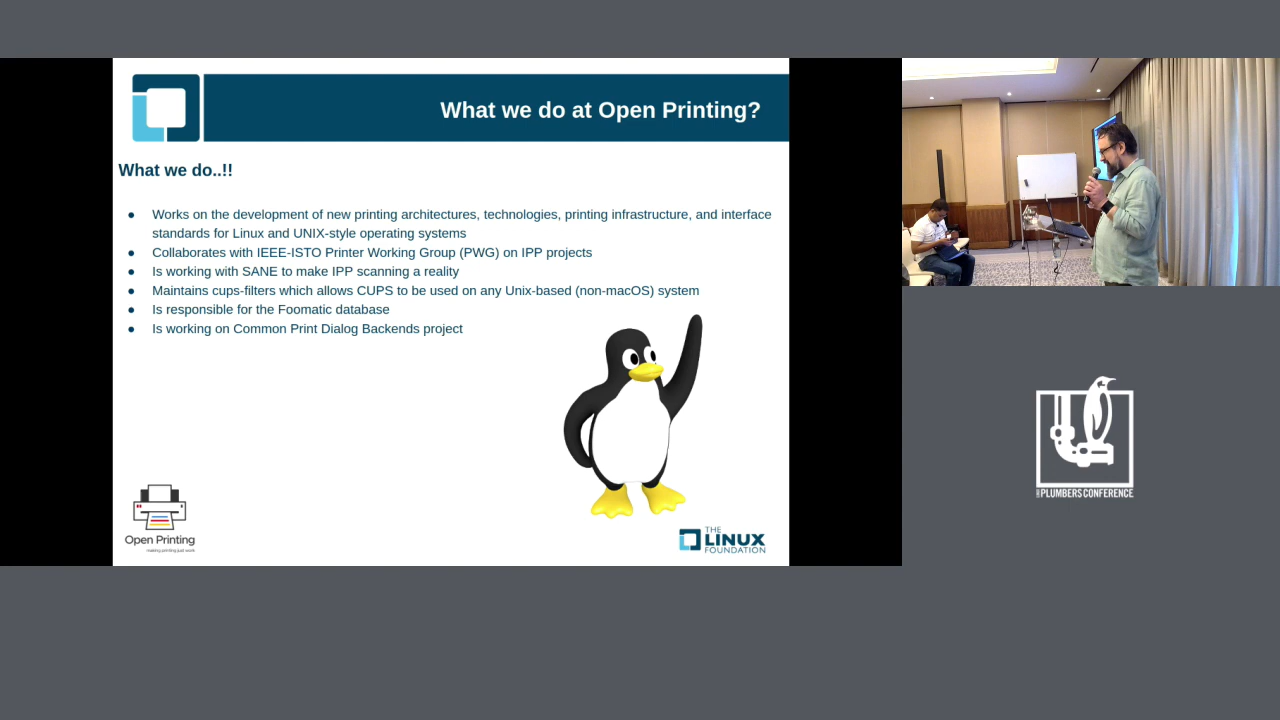 What we do at Open Printing?
What we do..!!
● Works on the development of new printing architectures, technologies, printing infrastructure, and interface
standards for Linux and UNIX-style operating systems
● Collaborates with IEEE-ISTO Printer Working Group (PWG) on IPP projects
● Is working with SANE to make IPP scanning a reality
● Maintains cups-filters which allows CUPS to be used on any Unix-based (non-macOS) system
● Is responsible for the Foomatic database
● Is working on Common Print Dialog Backends project
Open Printing
making printing just work
THE
LINUX
FOUNDATION
PLUMBERS CONFERENCE